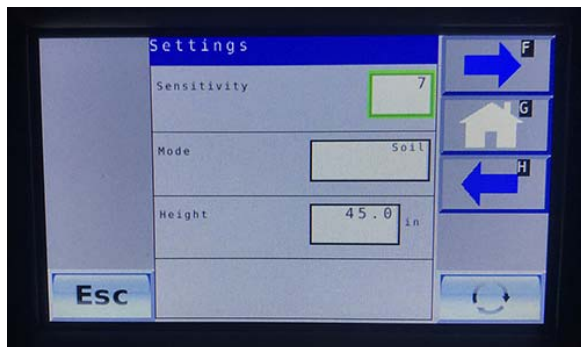 Settings
F
Sensitivity 7
G
Mode Soil
H
Height 45.0 in
Esc